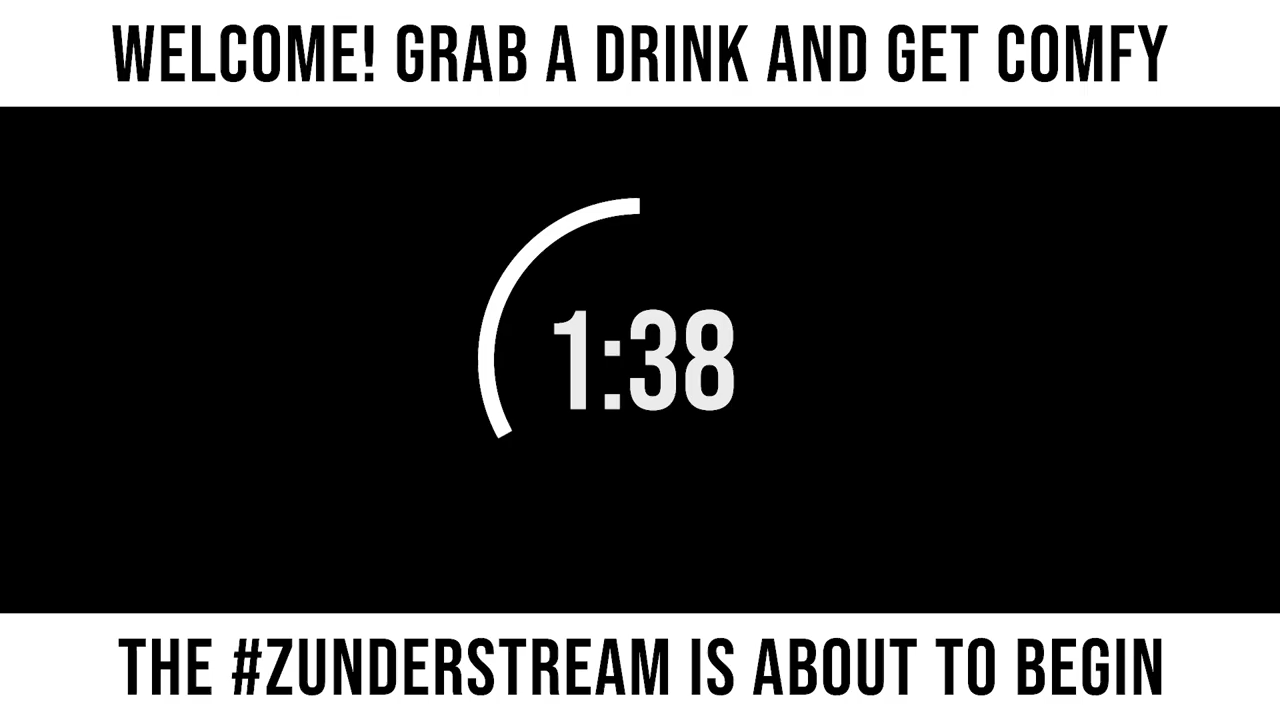 WELCOME! GRAB A DRINK AND GET COMFY
1:38
THE #ZUNDERSTREAM IS ABOUT TO BEGIN